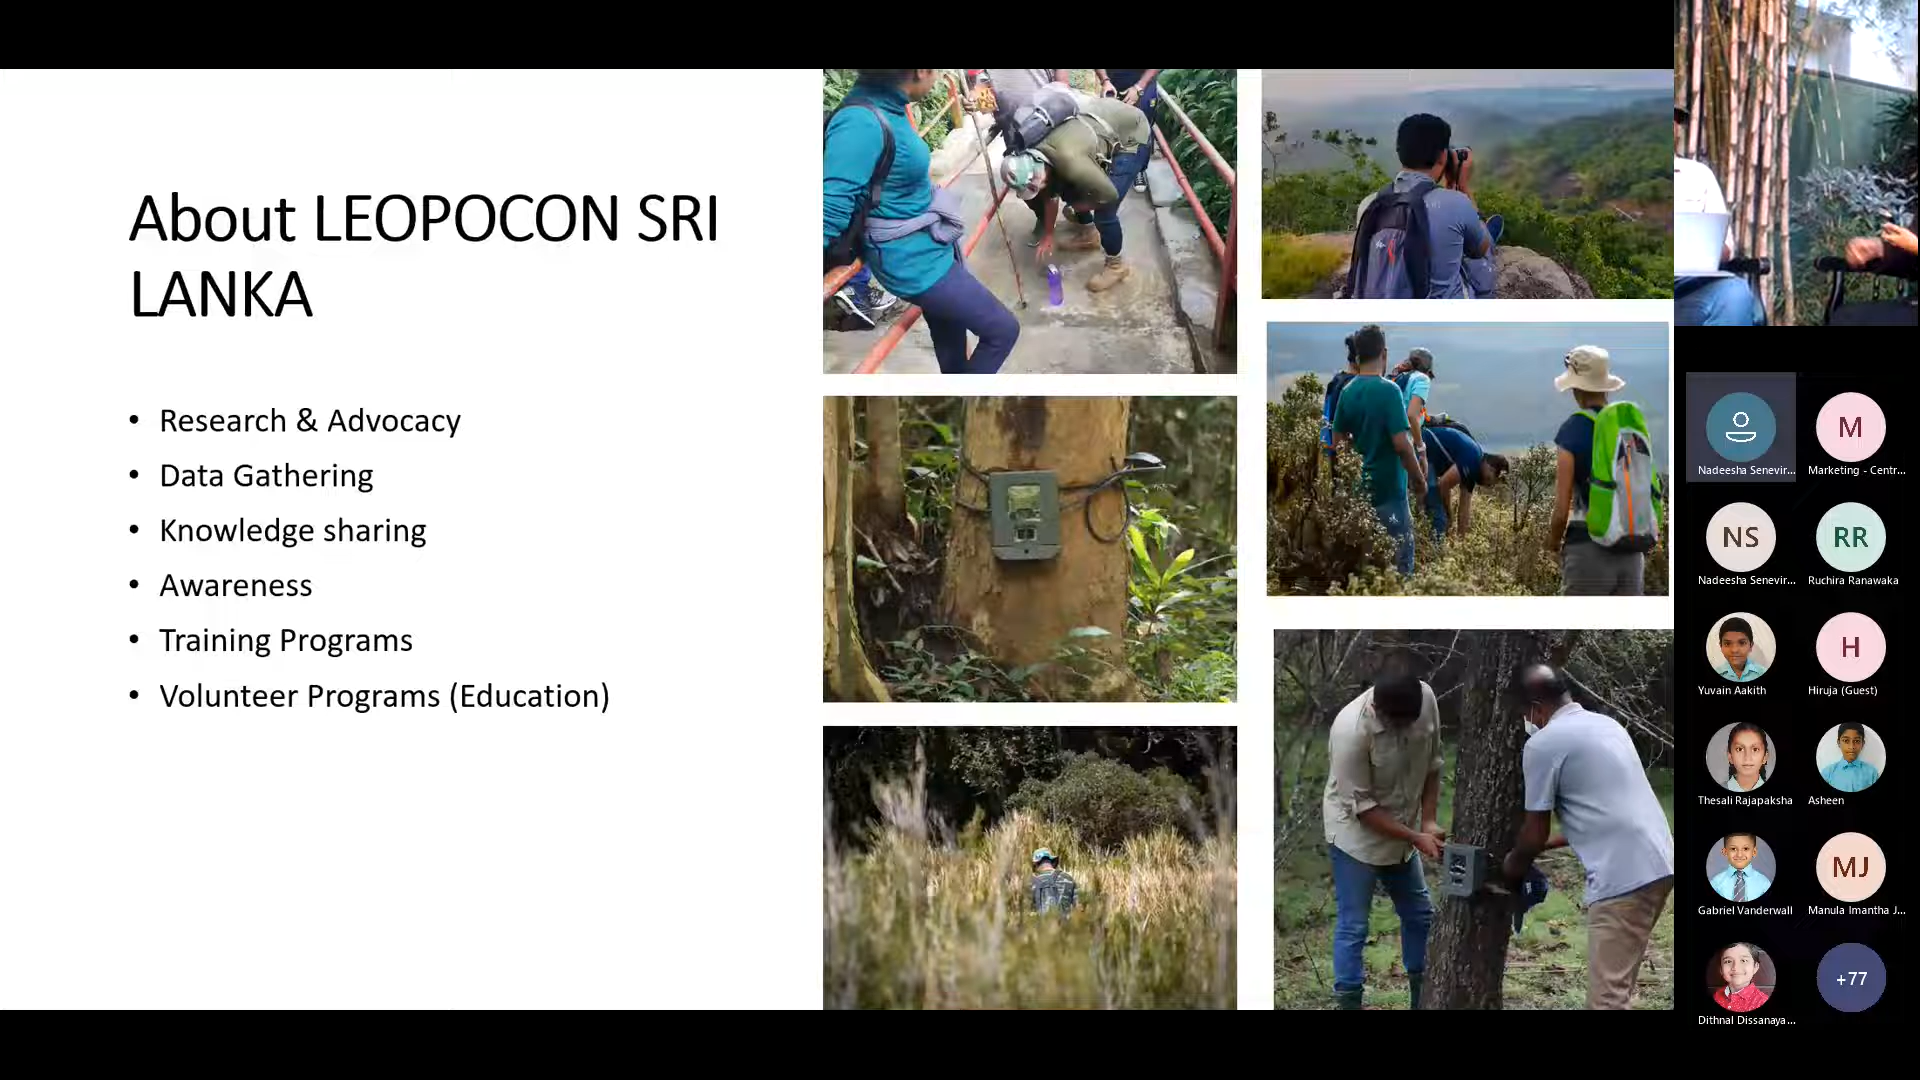 About LEOPOCON SRI
LANKA
• Research & Advocacy
• Data Gathering
• Knowledge sharing
• Awareness
• Training Programs
• Volunteer Programs (Education)
Nadeesha Senevir...
M
Marketing - Centr...
NS
Nadeesha Senevir...
RR
Ruchira Ranawaka
Yuvain Aakith
H
Hiruja (Guest)
Thesali Rajapaksha
Asheen
Gabriel Vanderwall
MJ
Manula Imantha J...
Dithnal Dissanaya...
+77